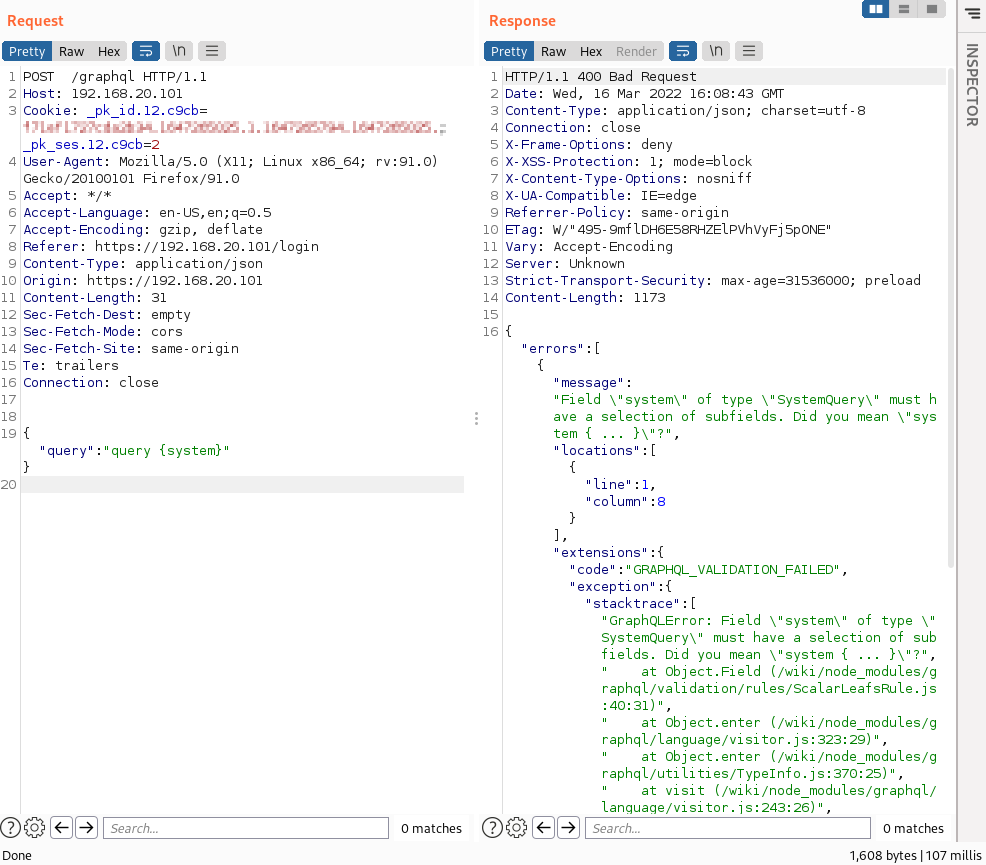 Request
Pretty Raw Hex \n
1 POST /graphql HTTP/1.1
2 Host: 192.168.20.101
3 Cookie: _pk_id.12.c9cb=
_pk_ses.12.c9cb=2
4 User-Agent: Mozilla/5.0 (X11; Linux x86_64; rv:91.0)
Gecko/20100101 Firefox/91.0
5 Accept: */*
6 Accept-Language: en-US,en;q=0.5
7 Accept-Encoding: gzip, deflate
8 Referer: https://192.168.20.101/login
9 Content-Type: application/json
10 Origin: https://192.168.20.101
11 Content-Length: 31
12 Sec-Fetch-Dest: empty
13 Sec-Fetch-Mode: cors
14 Sec-Fetch-Site: same-origin
15 Te: trailers
16 Connection: close
17
18
19 {
"query":"query {system}"
}
20
Search...
0 matches
Response
Pretty Raw Hex Render \n
1 HTTP/1.1 400 Bad Request
2 Date: Wed, 16 Mar 2022 16:08:43 GMT
3 Content-Type: application/json; charset=utf-8
4 Connection: close
5 X-Frame-Options: deny
6 X-XSS-Protection: 1; mode=block
7 X-Content-Type-Options: nosniff
8 X-UA-Compatible: IE=edge
9 Referrer-Policy: same-origin
10 ETag: W/"495-9mflDH6E58RHZElPVhVyFj5pONE"
11 Vary: Accept-Encoding
12 Server: Unknown
13 Strict-Transport-Security: max-age=31536000; preload
14 Content-Length: 1173
15
16 {
"errors":[
{
"message":
"Field \"system\" of type \"SystemQuery\" must h
ave a selection of subfields. Did you mean \"sys
tem { ... }\"?",
"locations":[
{
"line":1,
"column":8
}
],
"extensions":{
"code":"GRAPHQL_VALIDATION_FAILED",
"exception":{
"stacktrace":[
"GraphQLError: Field \"system\" of type \"
SystemQuery\" must have a selection of sub
fields. Did you mean \"system { ... }\"?",
"    at Object.Field (/wiki/node_modules/g
raphql/validation/rules/ScalarLeafsRule.js
:40:31)",
"    at Object.enter (/wiki/node_modules/g
raphql/language/visitor.js:323:29)",
"    at Object.enter (/wiki/node_modules/g
raphql/utilities/TypeInfo.js:370:25)",
"    at visit (/wiki/node_modules/graphql/
language/visitor.js:243:26)",
Search...
0 matches
INSPECTOR
Done
1,608 bytes | 107 millis